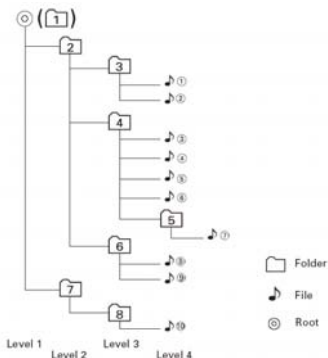 (1)
2
3
①
②
4
③
④
⑤
⑥
5
⑦
6
⑧
⑨
7
8
⑩
Folder
File
Root
Level 1
Level 2
Level 3
Level 4